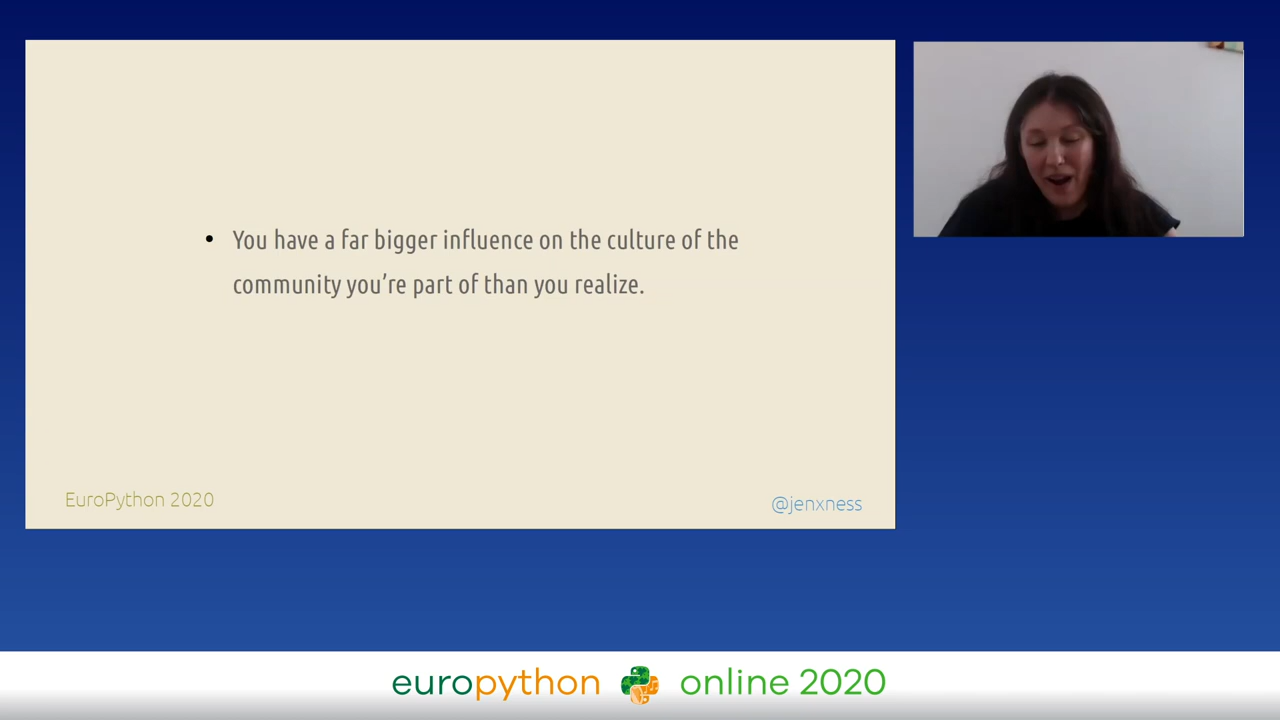 • You have a far bigger influence on the culture of the
community you're part of than you realize.
EuroPython 2020
@jenxness
europython online 2020